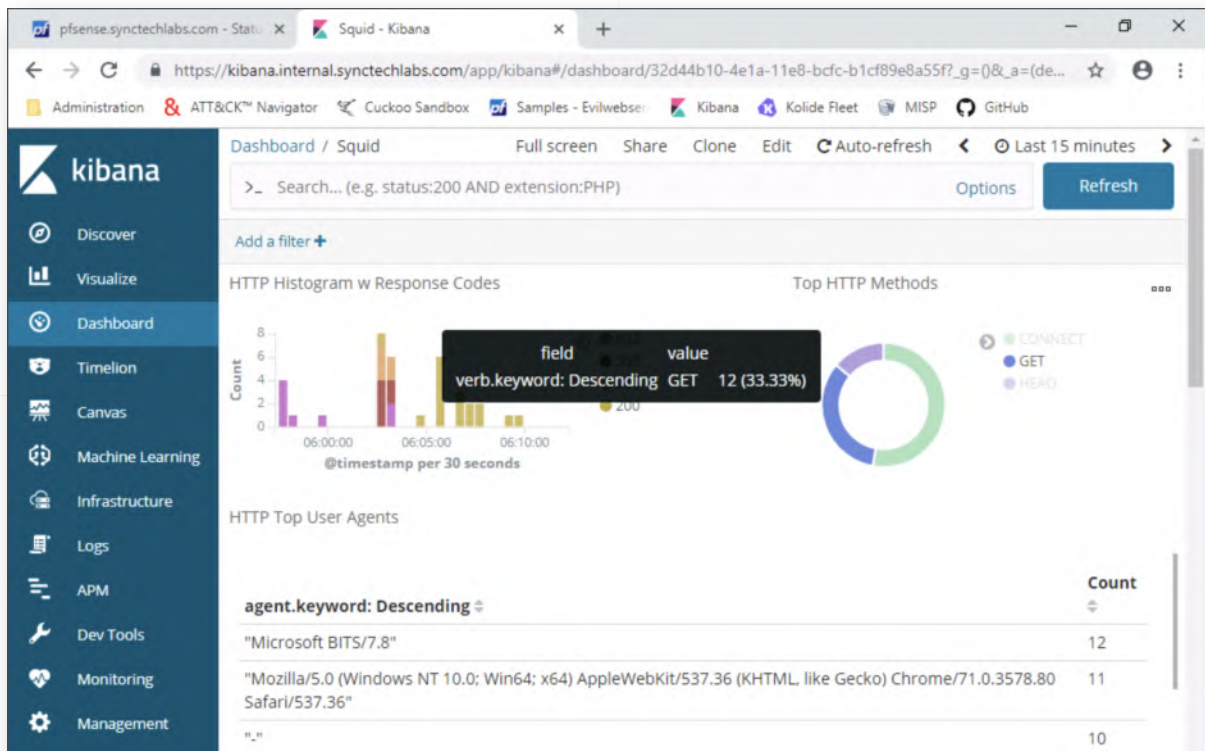 pfsense.synctechlabs.com - Statu
Squid - Kibana
https://kibana.internal.synctechlabs.com/app/kibana#/dashboard/32d44b10-4e1a-11e8-bcfc-b1cf89e8a55f?_g=()&_a=(de...
Administration
ATT&CK™ Navigator
Cuckoo Sandbox
Samples - Evilwebser
Kibana
Kolide Fleet
MISP
GitHub
kibana
Discover
Visualize
Dashboard
Timelion
Canvas
Machine Learning
Infrastructure
Logs
APM
Dev Tools
Monitoring
Management
Dashboard / Squid
Full screen
Share
Clone
Edit
Auto-refresh
Last 15 minutes
>_ Search... (e.g. status:200 AND extension:PHP)
Options
Refresh
Add a filter +
HTTP Histogram w Response Codes
Count
8
6
4
2
0
06:00:00
06:05:00
06:10:00
@timestamp per 30 seconds
200
field value
verb.keyword: Descending GET 12 (33.33%)
Top HTTP Methods
CONNECT
GET
HEAD
HTTP Top User Agents
agent.keyword: Descending
Count
"Microsoft BITS/7.8" 12
"Mozilla/5.0 (Windows NT 10.0; Win64; x64) AppleWebKit/537.36 (KHTML, like Gecko) Chrome/71.0.3578.80 11
Safari/537.36"
"-" 10